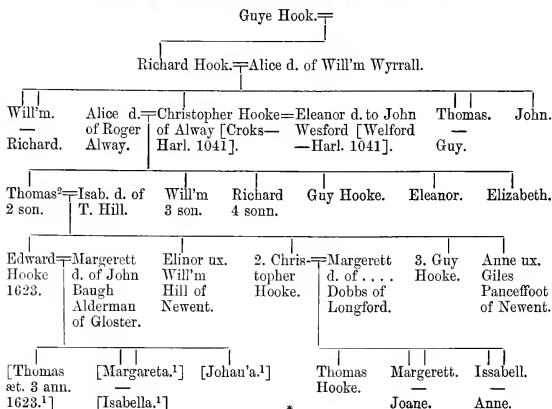 Guye Hook.
Richard Hook. Alice d. of Will'm Wyrrall.
Will'm. Alice d. Christopher Hooke=Eleanor d. to John Thomas. John.
— of Roger of Alway [Croks— Wesford [Welford —
Richard. Alway. Harl. 1041]. —Harl. 1041]. Guy.
Thomas² Isab. d. of Will'm Richard Guy Hooke. Eleanor. Elizabeth.
2 son. T. Hill. 3 son. 4 sonn.
Edward Margerett Elinor ux. 2. Chris- Margerett 3. Guy Anne ux.
Hooke d. of John Will'm topher d. of .... Hooke. Giles
1623. Baugh Hill of Hooke. Dobbs of Panceffoot
Alderman Newent. Longford. of Newent.
of Gloster.
[Thomas [Margareta.¹] [Johau'a.¹] Thomas Margerett. Issabell.
æt. 3 ann. — Hooke. — —
1623.¹] [Isabella.¹] * Joane. Anne.